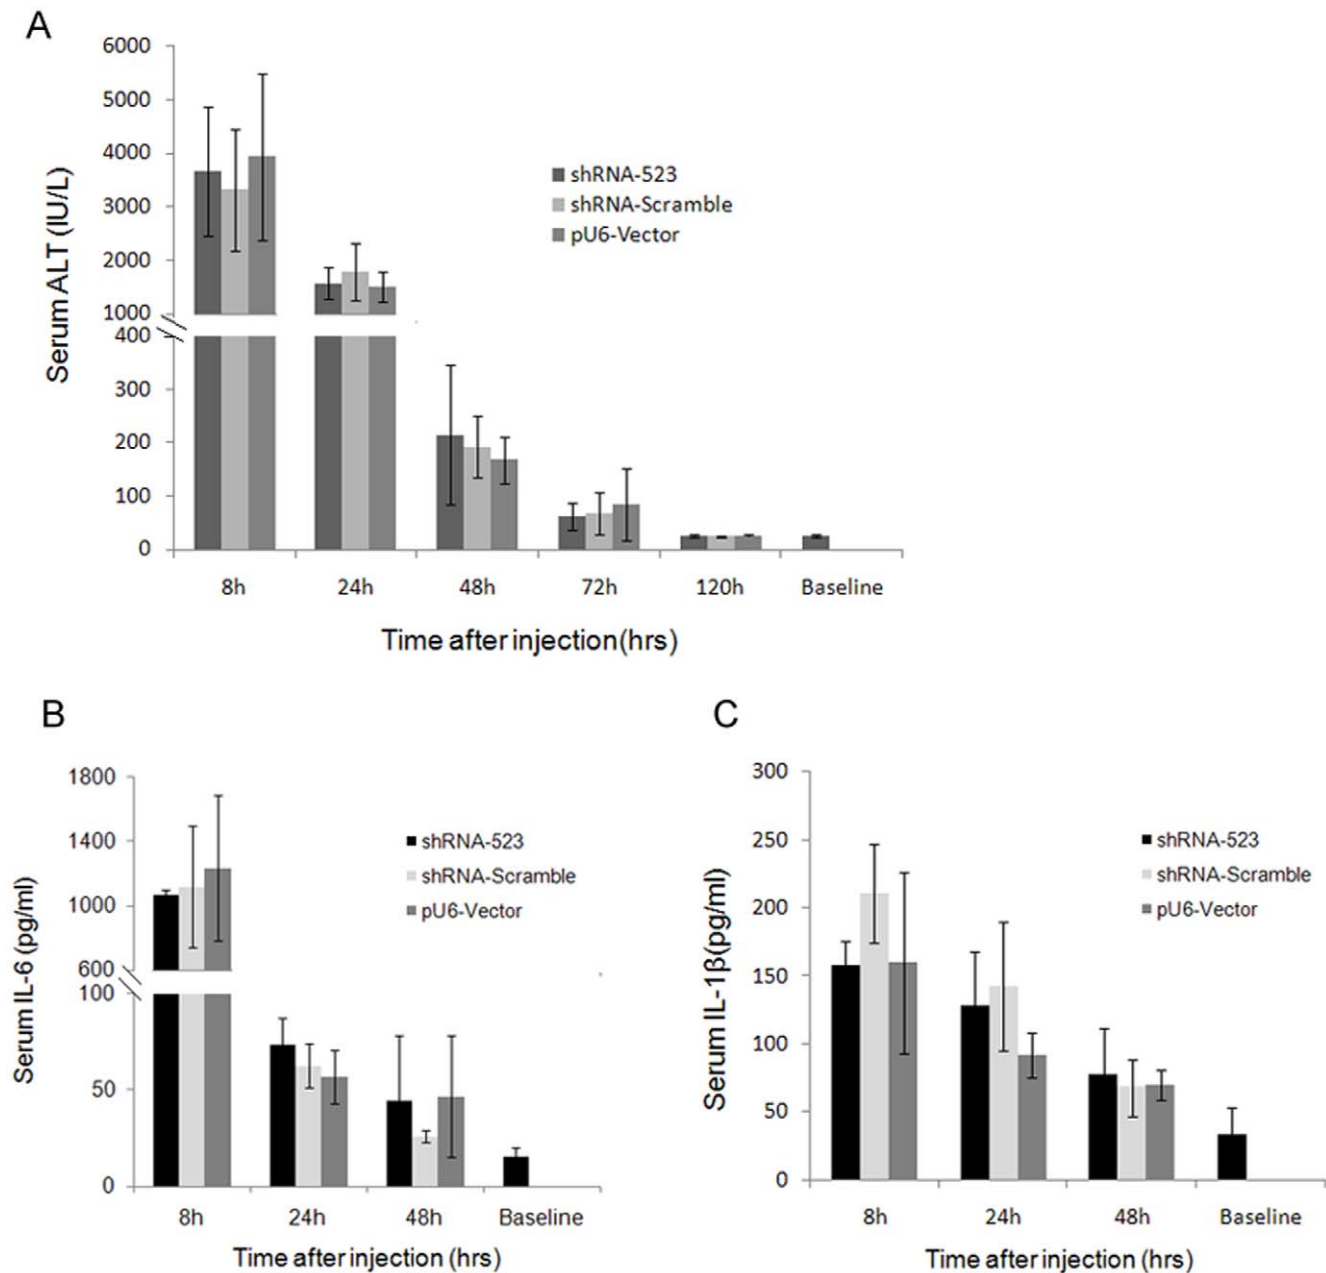 A
6000
5000
4000
3000
2000
1000
400
300
200
100
0
Serum ALT (IU/L)
shRNA-523
shRNA-Scramble
pU6-Vector
8h 24h 48h 72h 120h Baseline
Time after injection(hrs)
B
1800
1400
1000
600
100
50
0
Serum IL-6 (pg/ml)
shRNA-523
shRNA-Scramble
pU6-Vector
8h 24h 48h Baseline
Time after injection (hrs)
C
300
250
200
150
100
50
0
Serum IL-1β(pg/ml)
shRNA-523
shRNA-Scramble
pU6-Vector
8h 24h 48h Baseline
Time after injection (hrs)